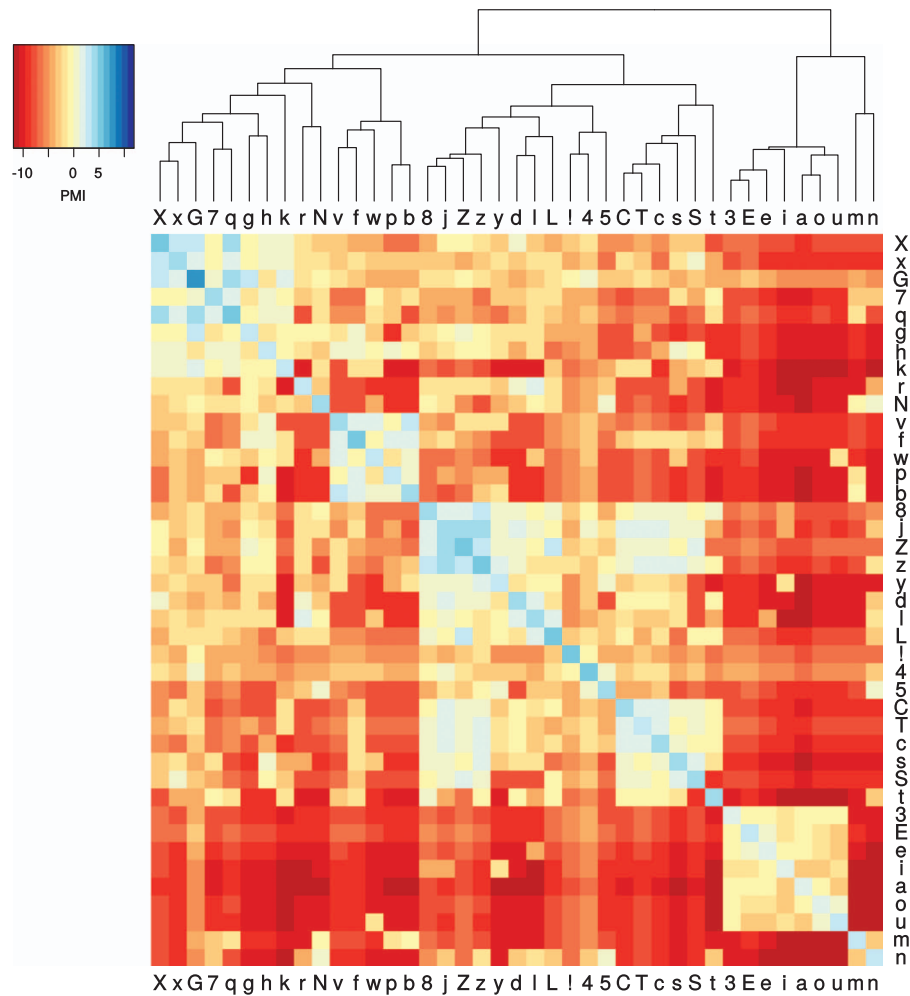 -10 0 5
PMI
X x G 7 q g h k r N v f w p b 8 j Z z y d l L ! 4 5 C T c s S t 3 E e i a o u m n
X
x
G
7
q
g
h
k
r
N
v
f
w
p
b
8
j
Z
z
y
d
l
L
!
4
5
C
T
c
s
S
t
3
E
e
i
a
o
u
m
n
X x G 7 q g h k r N v f w p b 8 j Z z y d l L ! 4 5 C T c s S t 3 E e i a o u m n